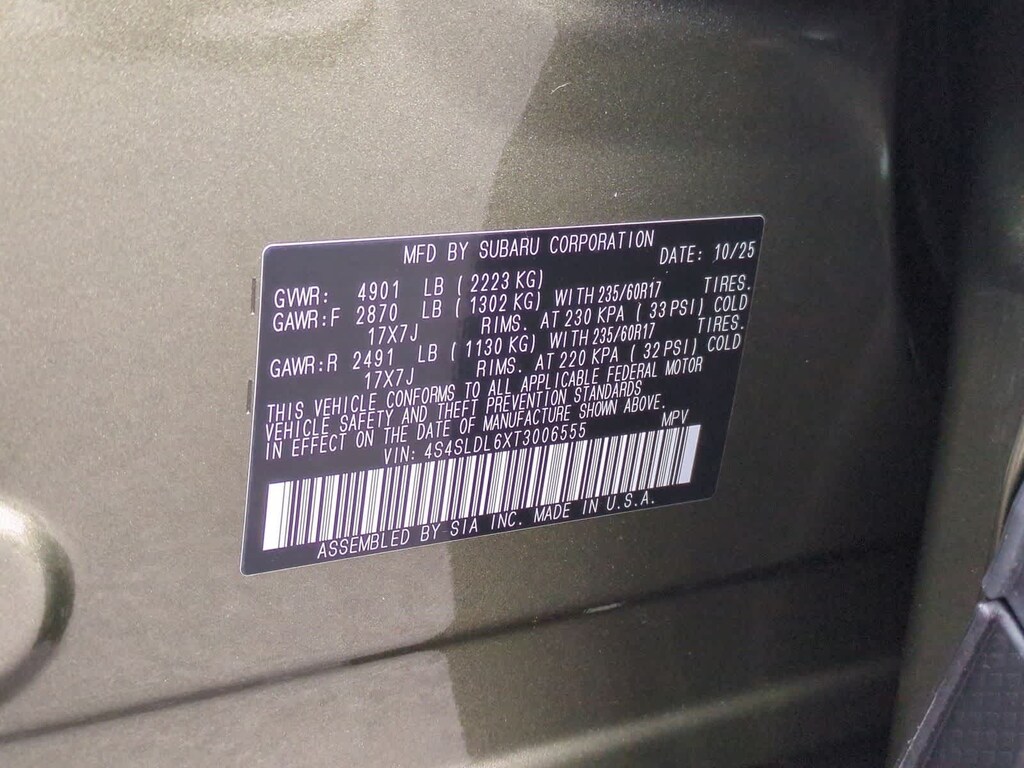 MFD BY SUBARU CORPORATION DATE: 10/25
GVWR: 4901 LB ( 2223 KG)
GAWR:F 2870 LB ( 1302 KG) WITH 235/60R17 TIRES.
17X7J RIMS. AT 230 KPA ( 33 PSI) COLD
GAWR:R 2491 LB ( 1130 KG) WITH 235/60R17 TIRES.
17X7J RIMS. AT 220 KPA ( 32 PSI) COLD
THIS VEHICLE CONFORMS TO ALL APPLICABLE FEDERAL MOTOR
VEHICLE SAFETY AND THEFT PREVENTION STANDARDS
IN EFFECT ON THE DATE OF MANUFACTURE SHOWN ABOVE.
VIN: 4S4SLDL6XT3006555 MPV
ASSEMBLED BY SIA INC. MADE IN U.S.A.